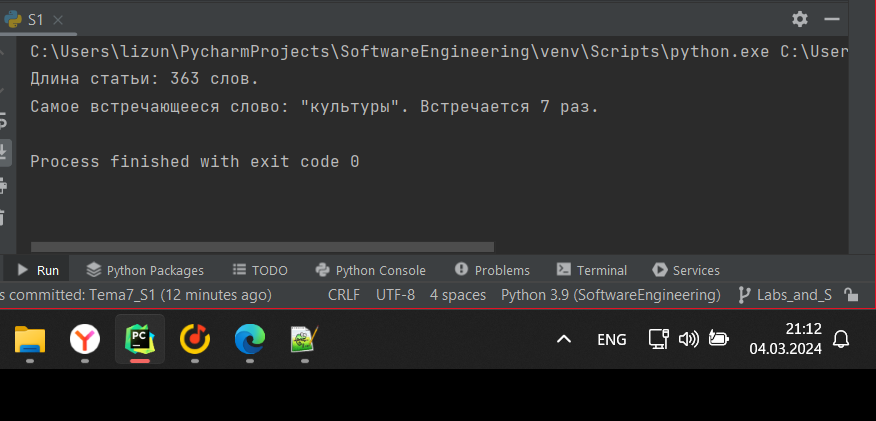 S1
C:\Users\lizun\PycharmProjects\SoftwareEngineering\venv\Scripts\python.exe C:\User
Длина статьи: 363 слов.
Самое встречающееся слово: "культуры". Встречается 7 раз.
Process finished with exit code 0
Run Python Packages TODO Python Console Problems Terminal Services
s committed: Tema7_S1 (12 minutes ago) CRLF UTF-8 4 spaces Python 3.9 (SoftwareEngineering) Labs_and_S
PC
ENG
21:12
04.03.2024